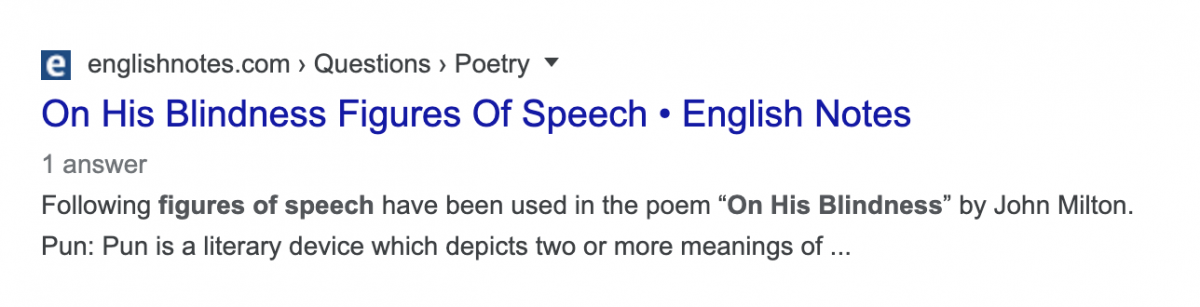 e englishnotes.com › Questions › Poetry ▼
On His Blindness Figures Of Speech • English Notes
1 answer
Following figures of speech have been used in the poem “On His Blindness” by John Milton.
Pun: Pun is a literary device which depicts two or more meanings of ...